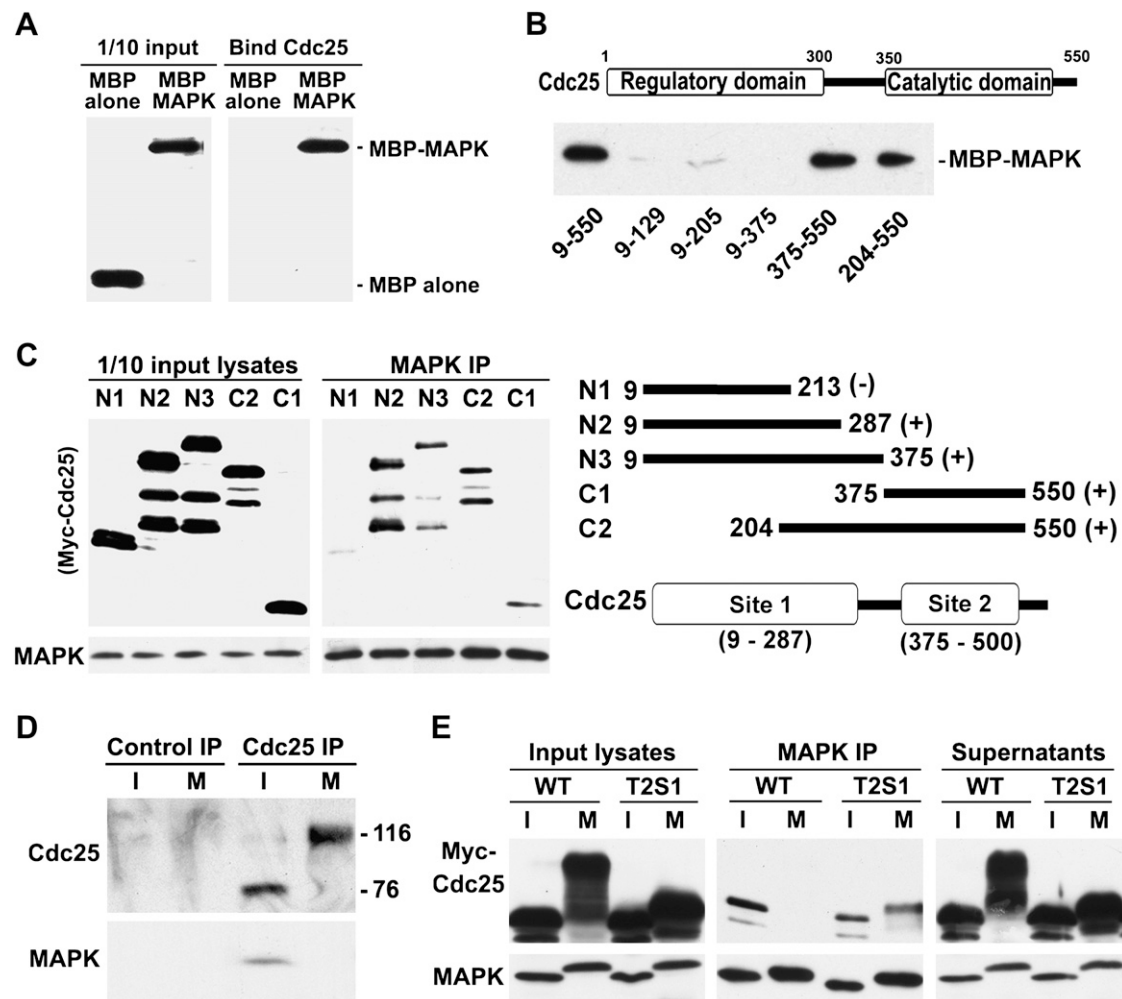 A
1/10 input Bind Cdc25
MBP alone MBP MAPK MBP alone MBP MAPK
- MBP-MAPK
- MBP alone
B
1 300 350 550
Cdc25 Regulatory domain Catalytic domain
-MBP-MAPK
9-550 9-129 9-205 9-375 375-550 204-550
C
1/10 input lysates MAPK IP
N1 N2 N3 C2 C1 N1 N2 N3 C2 C1
(Myc-Cdc25)
MAPK
N1 9 213 (-)
N2 9 287 (+)
N3 9 375 (+)
C1 375 550 (+)
C2 204 550 (+)
Cdc25 Site 1 Site 2
(9 - 287) (375 - 500)
D
Control IP Cdc25 IP
I M I M
Cdc25
- 116
- 76
MAPK
E
Input lysates MAPK IP Supernatants
WT T2S1 WT T2S1 WT T2S1
I M I M I M I M I M I M
Myc-
Cdc25
MAPK